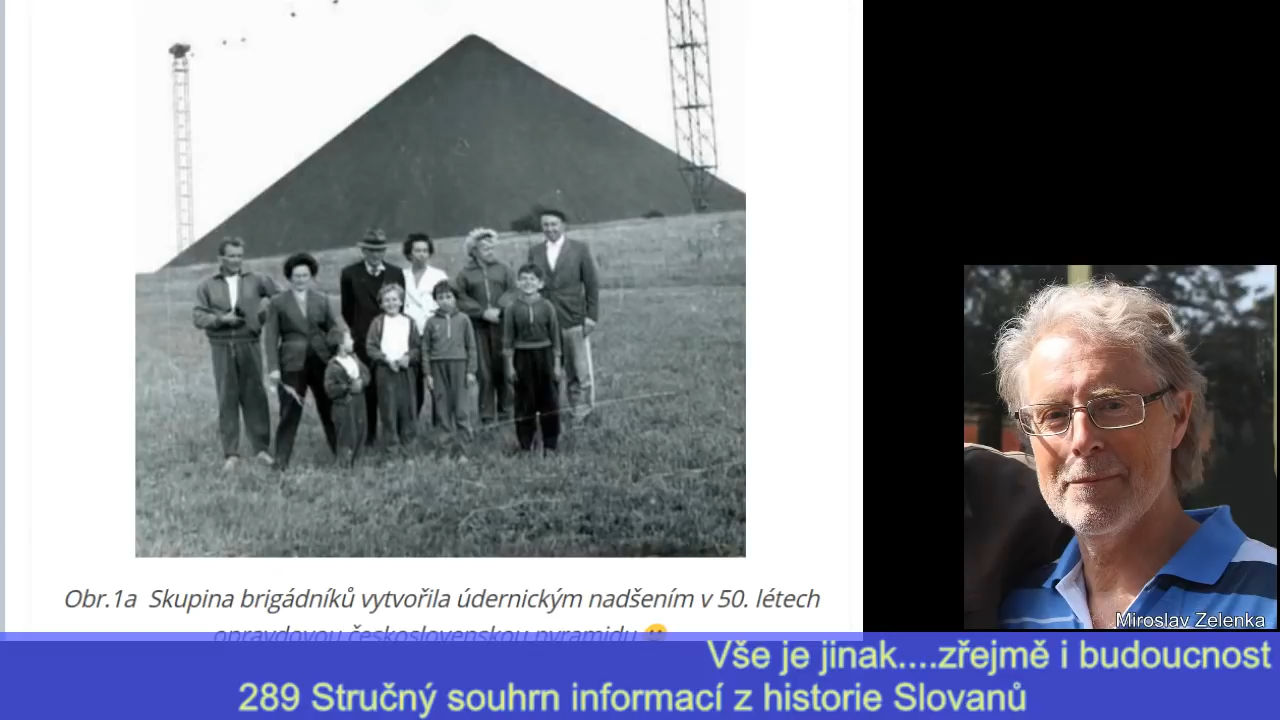 Obr.1a Skupina brigádníků vytvořila údernickým nadšením v 50. létech
opravdovou československou pyramidu
Miroslav Zelenka
Vše je jinak....zřejmě i budoucnost
289 Stručný souhrn informací z historie Slovanů